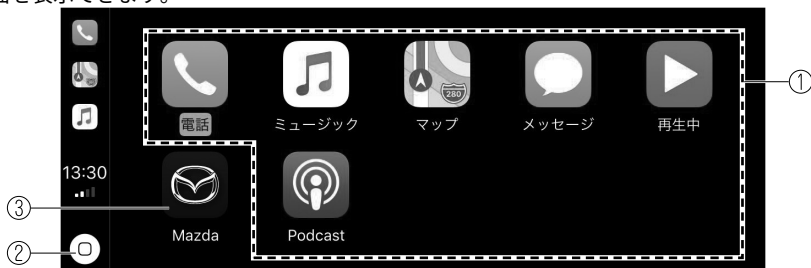 面を表示できます。
電話 ミュージック マップ メッセージ 再生中
280
①
13:30
③
Mazda Podcast
②